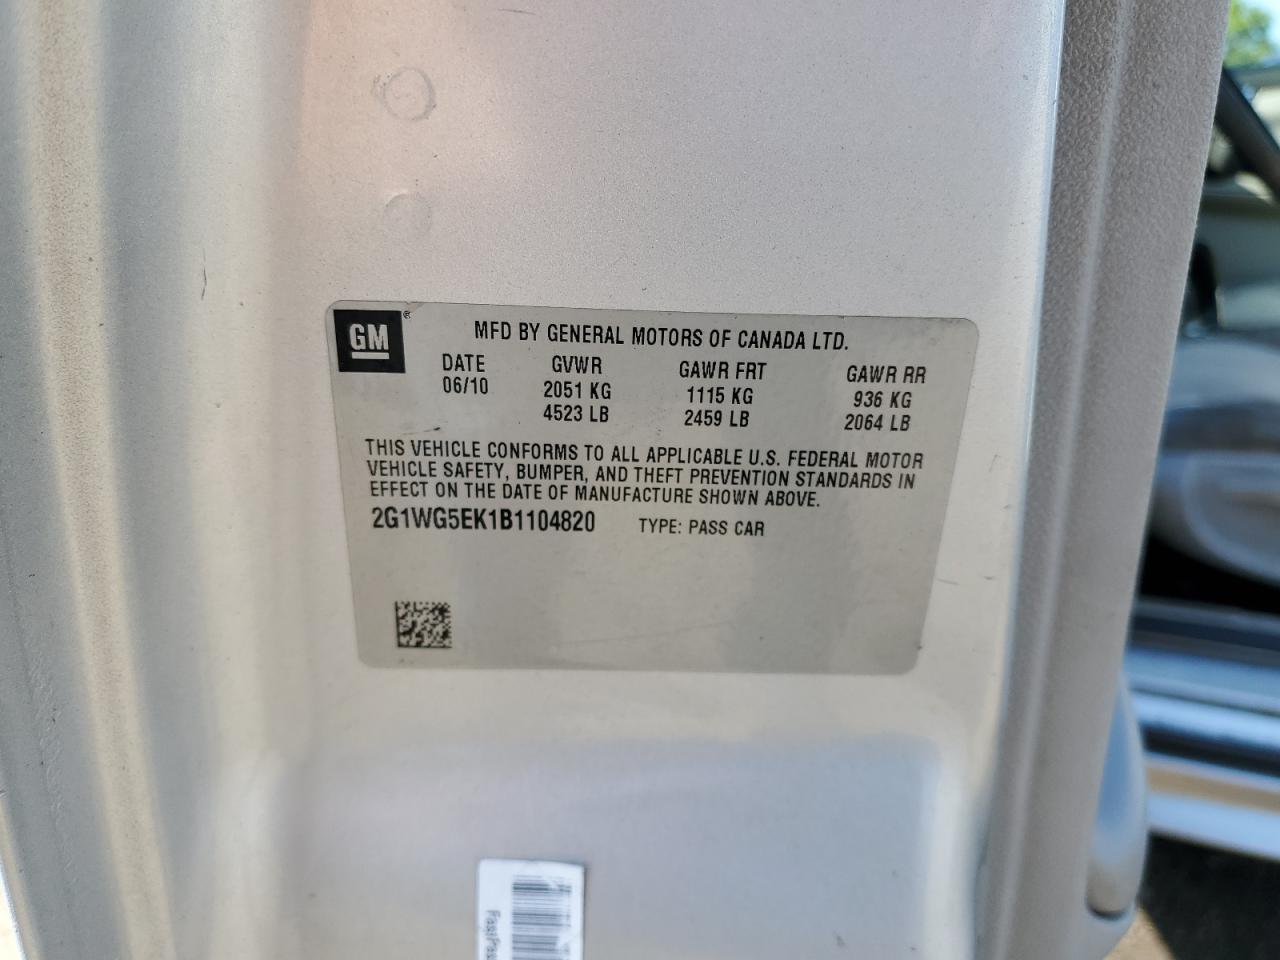 GM ®
MFD BY GENERAL MOTORS OF CANADA LTD.
DATE GVWR GAWR FRT GAWR RR
06/10 2051 KG 1115 KG 936 KG
4523 LB 2459 LB 2064 LB
THIS VEHICLE CONFORMS TO ALL APPLICABLE U.S. FEDERAL MOTOR
VEHICLE SAFETY, BUMPER, AND THEFT PREVENTION STANDARDS IN
EFFECT ON THE DATE OF MANUFACTURE SHOWN ABOVE.
2G1WG5EK1B1104820 TYPE: PASS CAR